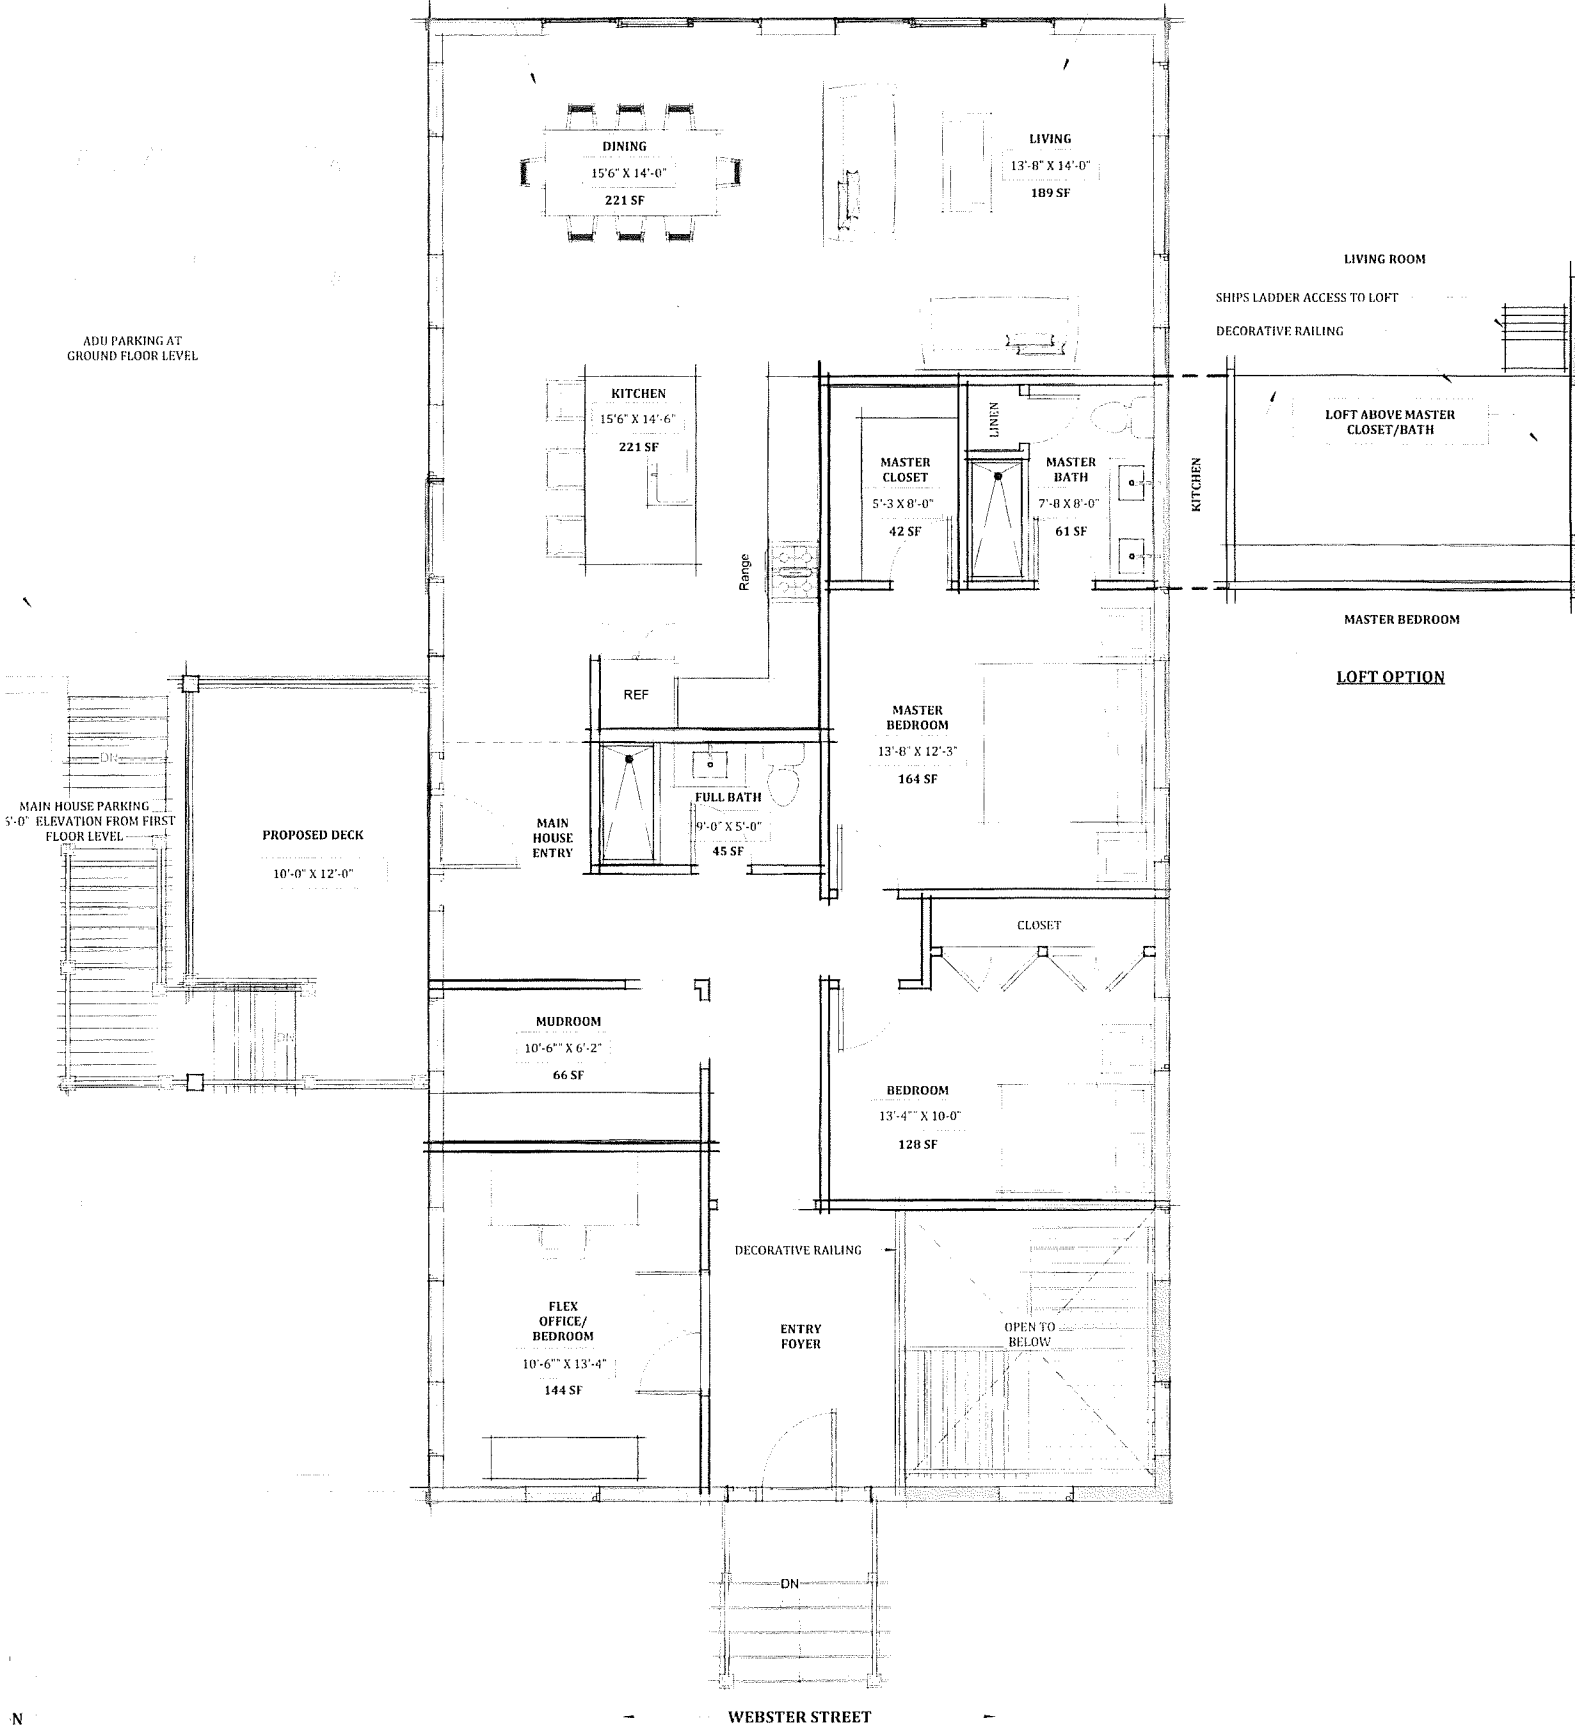 DINING
15'6" X 14'-0"
221 SF
LIVING
13'-8" X 14'-0"
189 SF
LIVING ROOM
SHIPS LADDER ACCESS TO LOFT
DECORATIVE RAILING
ADU PARKING AT
GROUND FLOOR LEVEL
KITCHEN
15'6" X 14'-6"
221 SF
LINEN
MASTER
CLOSET
5'-3 X 8'-0"
42 SF
MASTER
BATH
7'-8 X 8'-0"
61 SF
KITCHEN
LOFT ABOVE MASTER
CLOSET/BATH
Range
MASTER BEDROOM
LOFT OPTION
REF
MASTER
BEDROOM
13'-8" X 12'-3"
164 SF
DN
MAIN HOUSE PARKING
5'-0" ELEVATION FROM FIRST
FLOOR LEVEL
PROPOSED DECK
10'-0" X 12'-0"
MAIN
HOUSE
ENTRY
FULL BATH
9'-0" X 5'-0"
45 SF
CLOSET
MUDROOM
10'-6"" X 6'-2"
66 SF
DN
BEDROOM
13'-4"" X 10-0"
128 SF
DECORATIVE RAILING
FLEX
OFFICE/
BEDROOM
10'-6"" X 13'-4"
144 SF
ENTRY
FOYER
OPEN TO
BELOW
DN
N
WEBSTER STREET